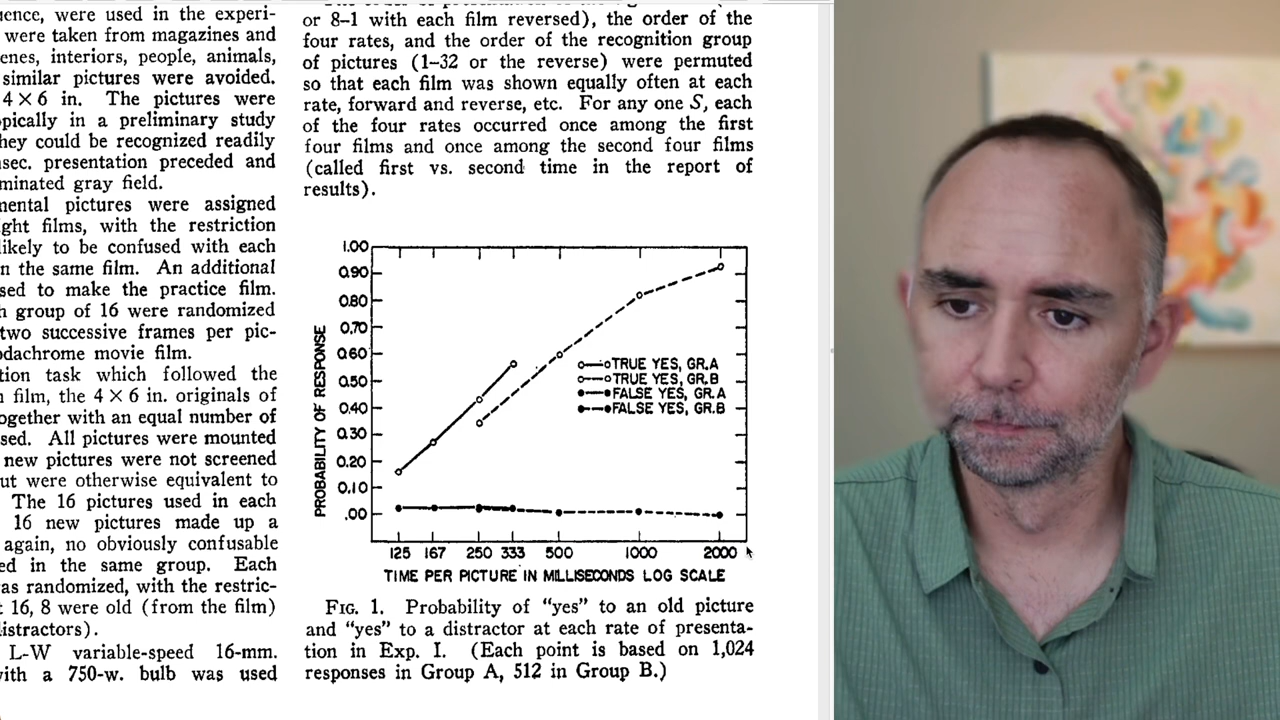 ence, were used in the experi-
were taken from magazines and
enes, interiors, people, animals,
similar pictures were avoided.
4 × 6 in. The pictures were
pically in a preliminary study
hey could be recognized readily
sec. presentation preceded and
minated gray field.
mental pictures were assigned
ght films, with the restriction
likely to be confused with each
n the same film. An additional
sed to make the practice film.
h group of 16 were randomized
two successive frames per pic-
odachrome movie film.
tion task which followed the
film, the 4 × 6 in. originals of
ogether with an equal number of
sed. All pictures were mounted
new pictures were not screened
ut were otherwise equivalent to
The 16 pictures used in each
16 new pictures made up a
again, no obviously confusable
ed in the same group. Each
as randomized, with the restric-
16, 8 were old (from the film)
istractors).
L-W variable-speed 16-mm.
with a 750-w. bulb was used
or 8-1 with each film reversed), the order of the
four rates, and the order of the recognition group
of pictures (1–32 or the reverse) were permuted
so that each film was shown equally often at each
rate, forward and reverse, etc. For any one S, each
of the four rates occurred once among the first
four films and once among the second four films
(called first vs. second time in the report of
results).
PROBABILITY OF RESPONSE
1.00
0.90
0.80
0.70
0.60
0.50
0.40
0.30
0.20
0.10
.00
TRUE YES, GR.A
TRUE YES, GR.B
FALSE YES, GR.A
FALSE YES, GR.B
125 167 250 333 500 1000 2000
TIME PER PICTURE IN MILLISECONDS LOG SCALE
FIG. 1. Probability of "yes" to an old picture
and "yes" to a distractor at each rate of presenta-
tion in Exp. I. (Each point is based on 1,024
responses in Group A, 512 in Group B.)